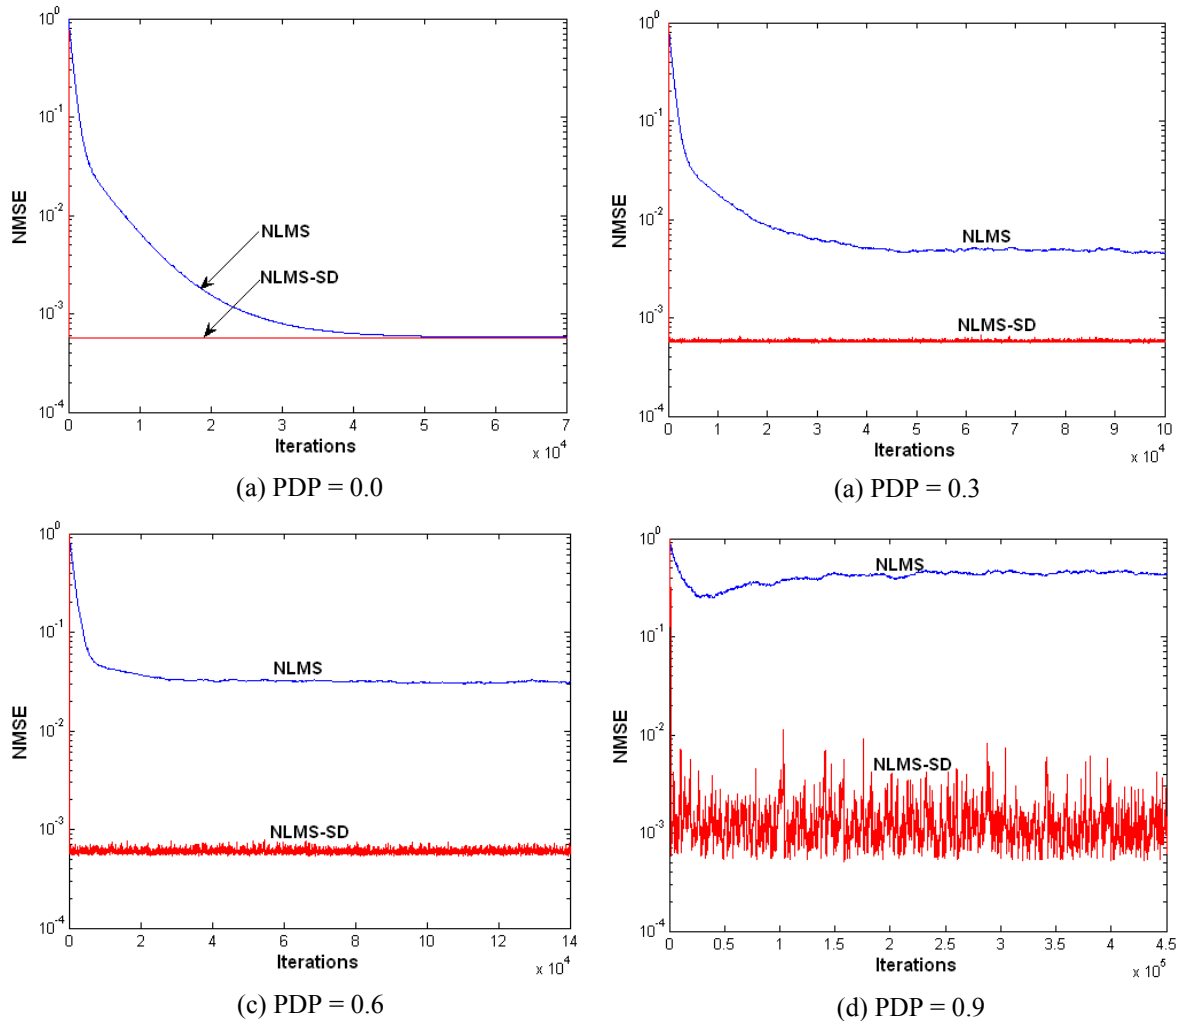 10^0
10^-1
10^-2
10^-3
10^-4
NMSE
NLMS
NLMS-SD
0 1 2 3 4 5 6 7
Iterations
x 10^4
(a) PDP = 0.0
10^0
10^-1
10^-2
10^-3
10^-4
NMSE
NLMS
NLMS-SD
0 1 2 3 4 5 6 7 8 9 10
Iterations
x 10^4
(a) PDP = 0.3
10^0
10^-1
10^-2
10^-3
10^-4
NMSE
NLMS
NLMS-SD
0 2 4 6 8 10 12 14
Iterations
x 10^4
(c) PDP = 0.6
10^0
10^-1
10^-2
10^-3
10^-4
NMSE
NLMS
NLMS-SD
0 0.5 1 1.5 2 2.5 3 3.5 4 4.5
Iterations
x 10^5
(d) PDP = 0.9